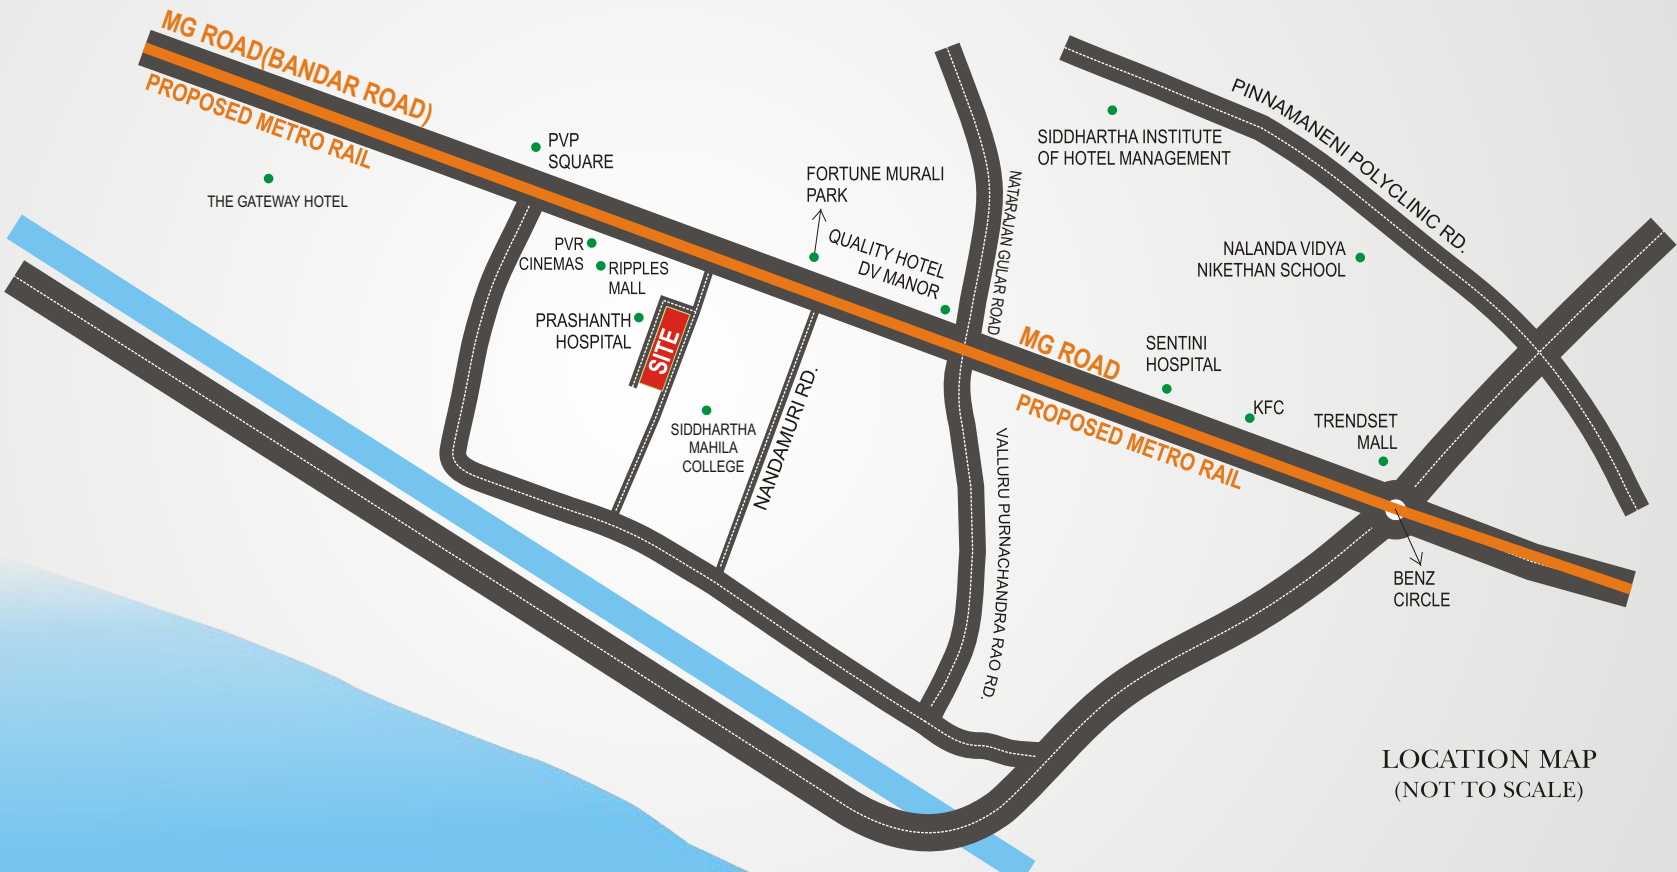 MG ROAD(BANDAR ROAD)
PROPOSED METRO RAIL
THE GATEWAY HOTEL
PVP
SQUARE
PVR
CINEMAS
RIPPLES
MALL
PRASHANTH
HOSPITAL
SITE
SIDDHARTHA
MAHILA
COLLEGE
NANDAMURI RD.
FORTUNE MURALI
PARK
QUALITY HOTEL
DV MANOR
NATARAJAN GULAR ROAD
SIDDHARTHA INSTITUTE
OF HOTEL MANAGEMENT
PINNAMANENI POLYCLINIC RD.
NALANDA VIDYA
NIKETHAN SCHOOL
MG ROAD
PROPOSED METRO RAIL
SENTINI
HOSPITAL
KFC
TRENDSET
MALL
VALLURU PURNACHANDRA RAO RD.
BENZ
CIRCLE
LOCATION MAP
(NOT TO SCALE)